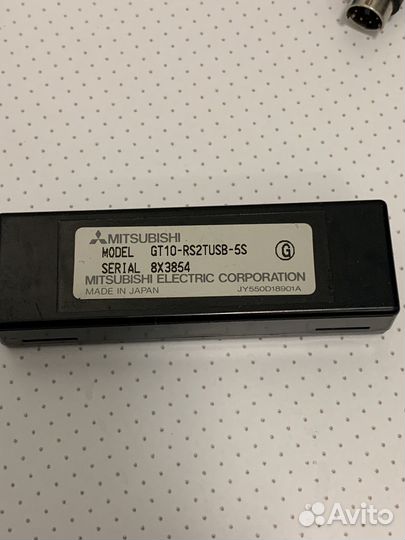 MITSUBISHI
MODEL GT10-RS2TUSB-5S
G
SERIAL 8X3854
MITSUBISHI ELECTRIC CORPORATION
MADE IN JAPAN JY550D18901A
Avito